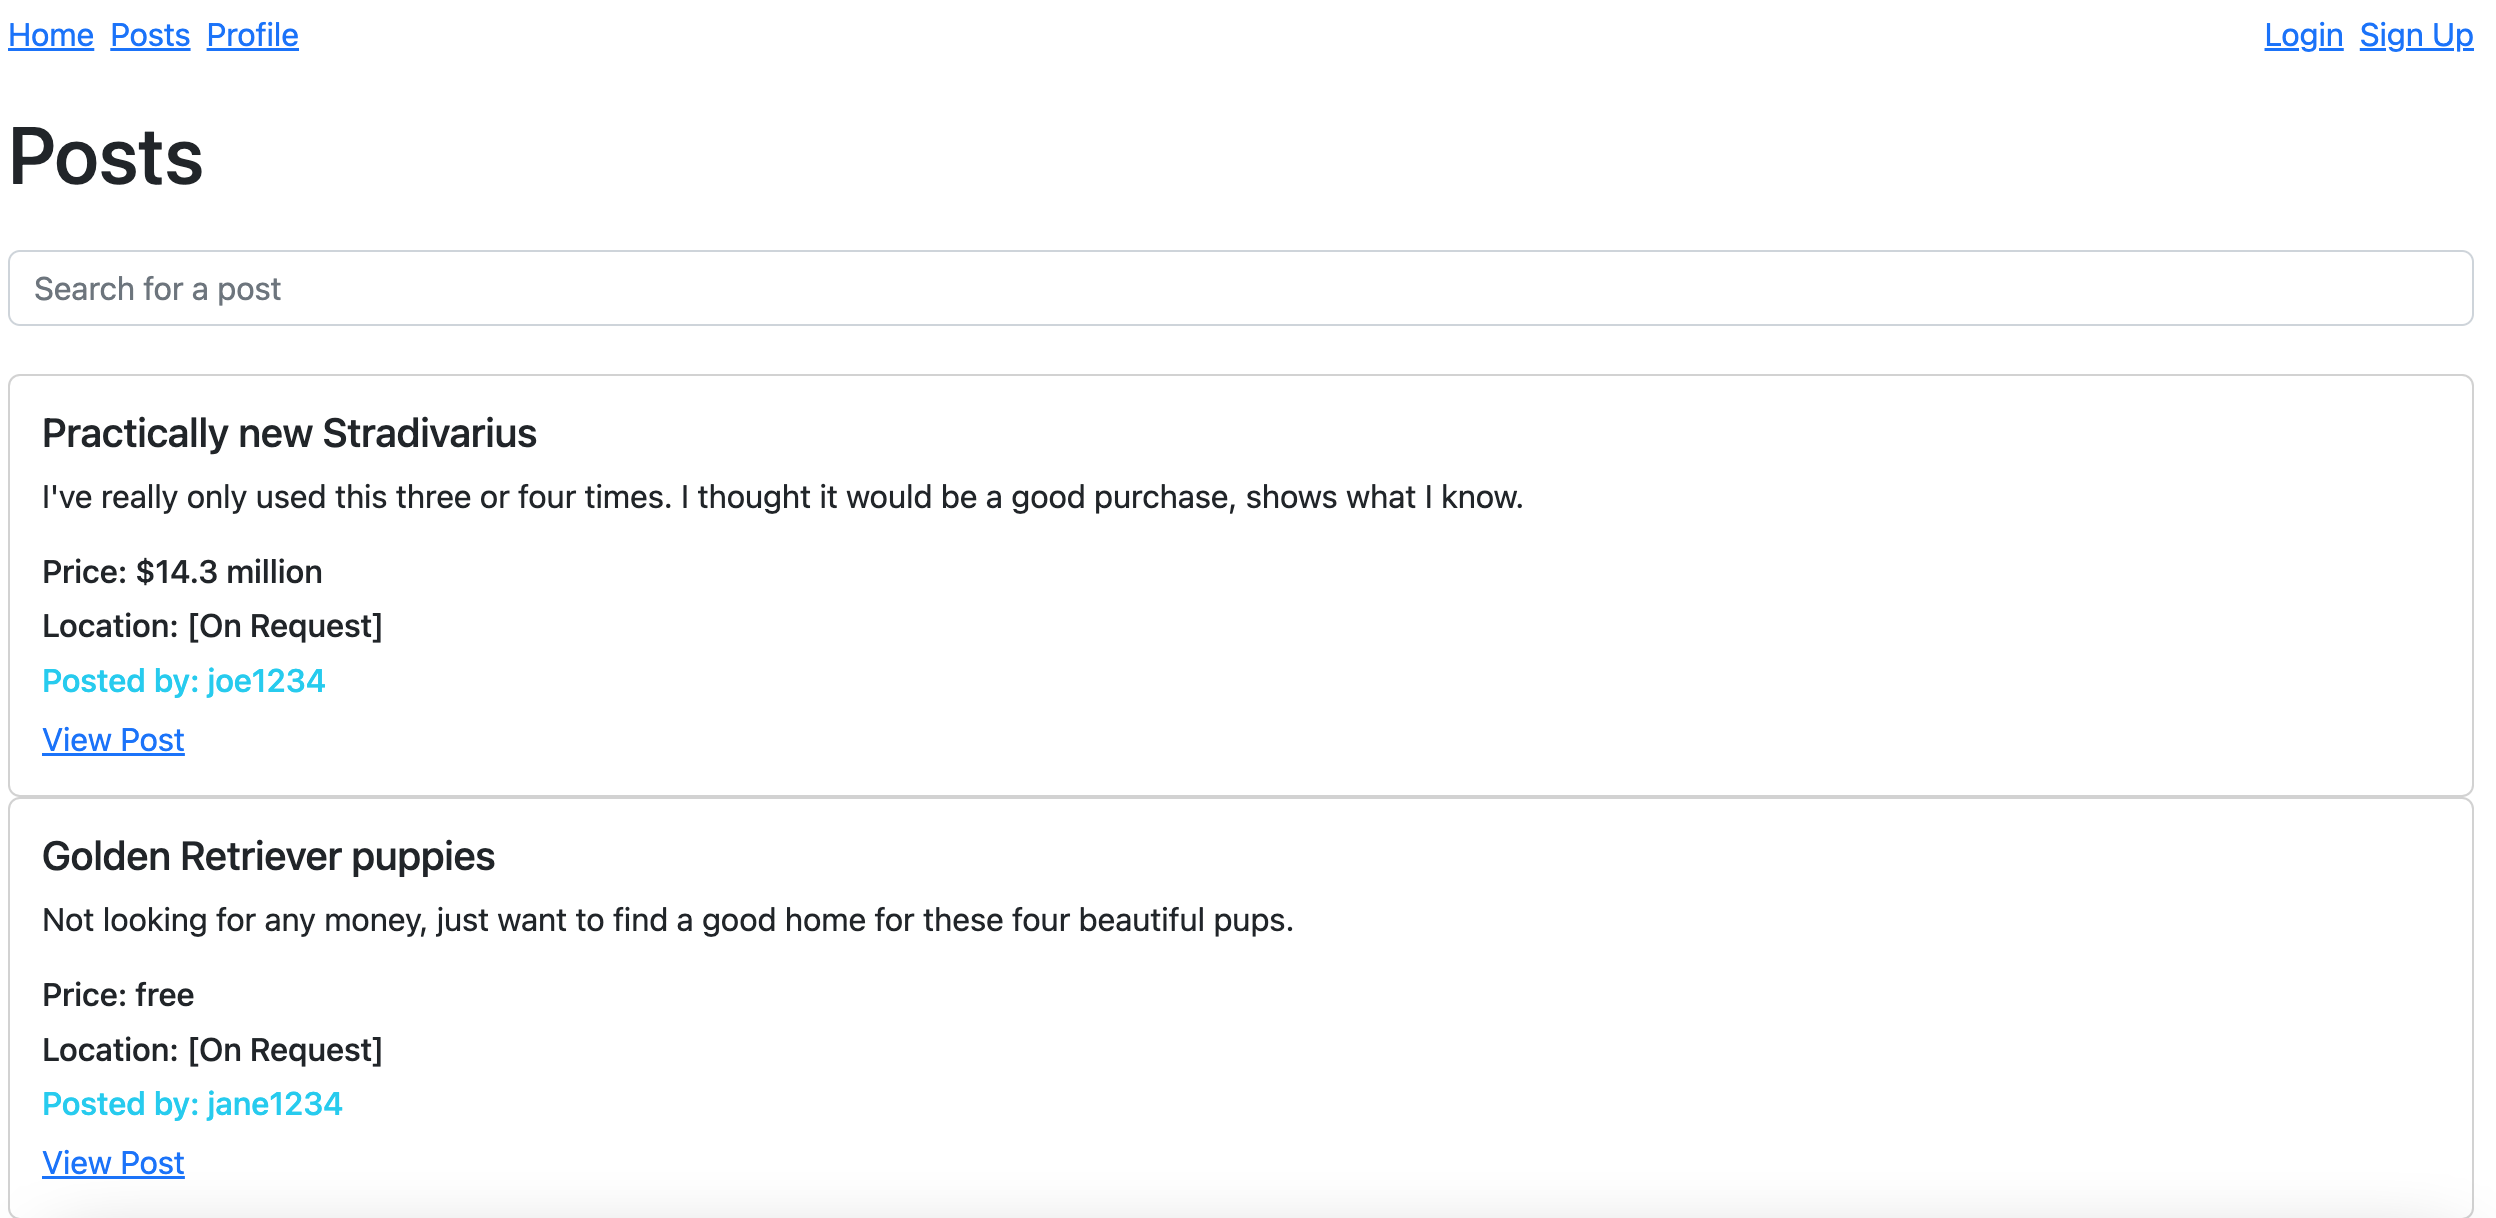 Home Posts Profile Login Sign Up
Posts
Search for a post
Practically new Stradivarius
I've really only used this three or four times. I thought it would be a good purchase, shows what I know.
Price: $14.3 million
Location: [On Request]
Posted by: joe1234
View Post
Golden Retriever puppies
Not looking for any money, just want to find a good home for these four beautiful pups.
Price: free
Location: [On Request]
Posted by: jane1234
View Post